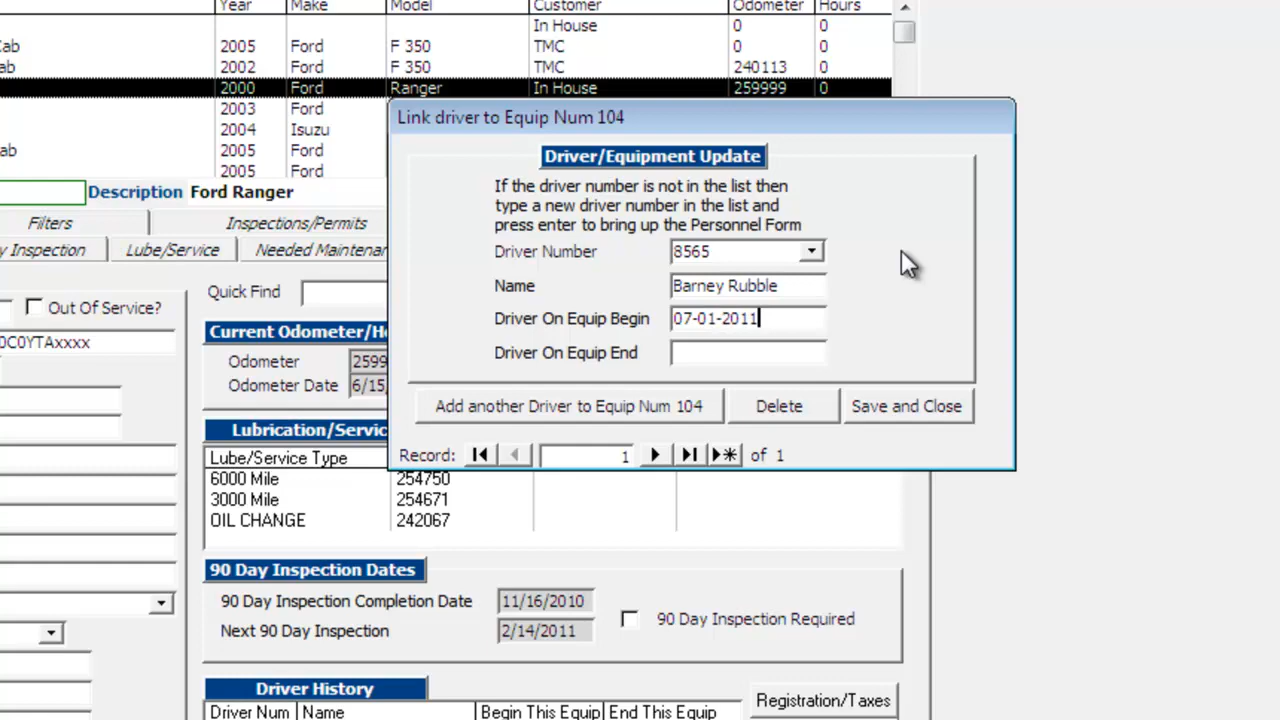 Year Make Model Customer Odometer Hours
In House 0 0
Cab 2005 Ford F 350 TMC 0 0
ab 2002 Ford F 350 TMC 240113 0
2000 Ford Ranger In House 259999 0
2003 Ford
2004 Isuzu
ab 2005 Ford
2005 Ford
Link driver to Equip Num 104
Driver/Equipment Update
If the driver number is not in the list then
type a new driver number in the list and
press enter to bring up the Personnel Form
Driver Number 8565
Name Barney Rubble
Driver On Equip Begin 07-01-2011
Driver On Equip End
Add another Driver to Equip Num 104 Delete Save and Close
Record: 1 of 1
Description Ford Ranger
Filters Inspections/Permits
y Inspection Lube/Service Needed Maintenan
Out Of Service? Quick Find
0C0YTAxxxx
Current Odometer/Ho
Odometer 2599
Odometer Date 6/15/
Lubrication/Servic
Lube/Service Type
6000 Mile 254750
3000 Mile 254671
OIL CHANGE 242067
90 Day Inspection Dates
90 Day Inspection Completion Date 11/16/2010
Next 90 Day Inspection 2/14/2011
90 Day Inspection Required
Driver History
Registration/Taxes
Driver Num Name Begin This Equip End This Equip